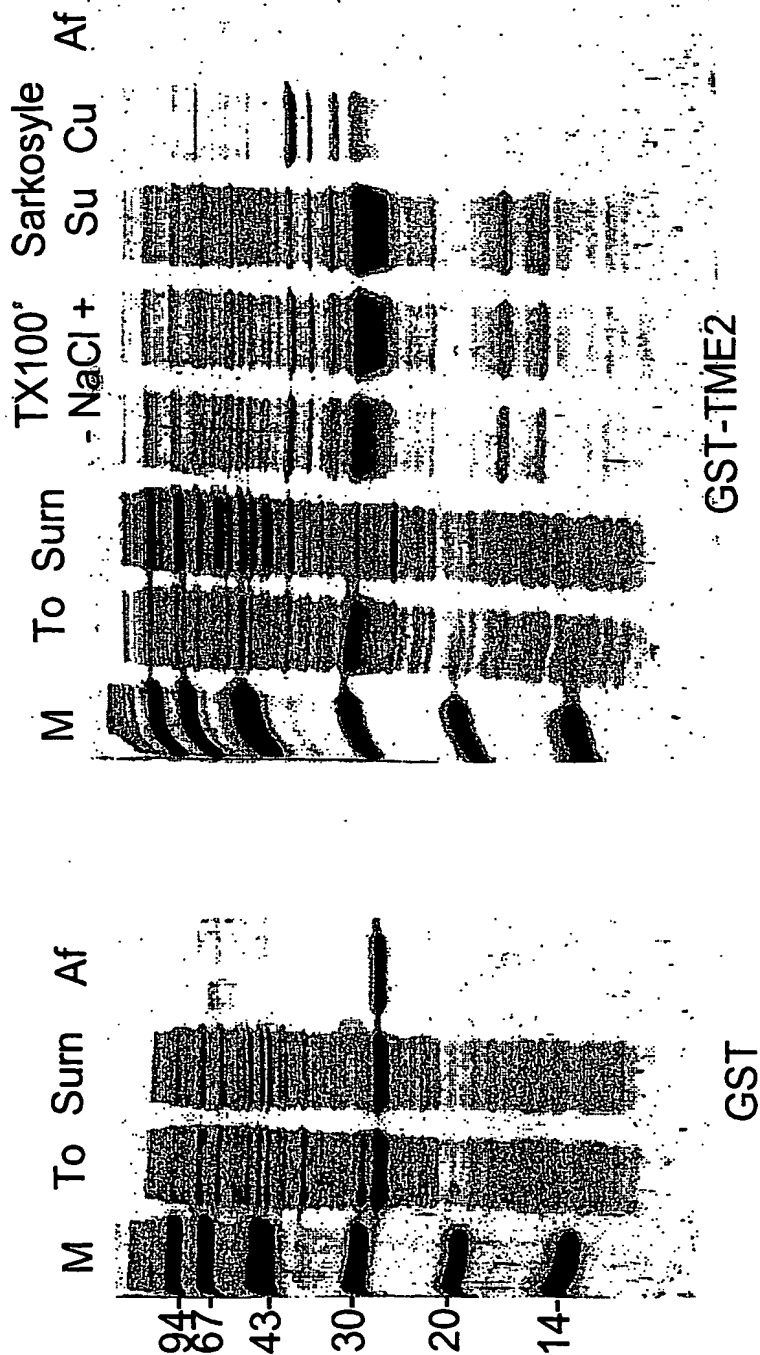 M To Surn Af
94-
67-
43-
30-
20-
14-
GST
TX100' Sarkosyle
M To Surn - NaCl + Su Cu Af
GST-TME2